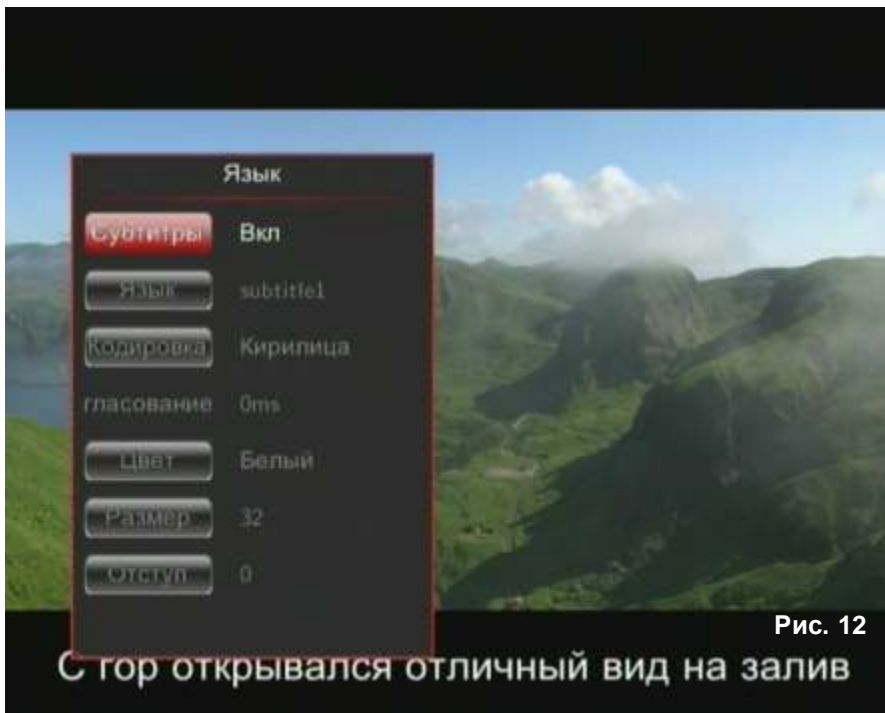 Язык
Субтитры Вкл
Язык subtitle1
Кодировка Кирилица
гласование 0ms
Цвет Белый
Размер 32
Отступ 0
Рис. 12
С гор открывался отличный вид на залив